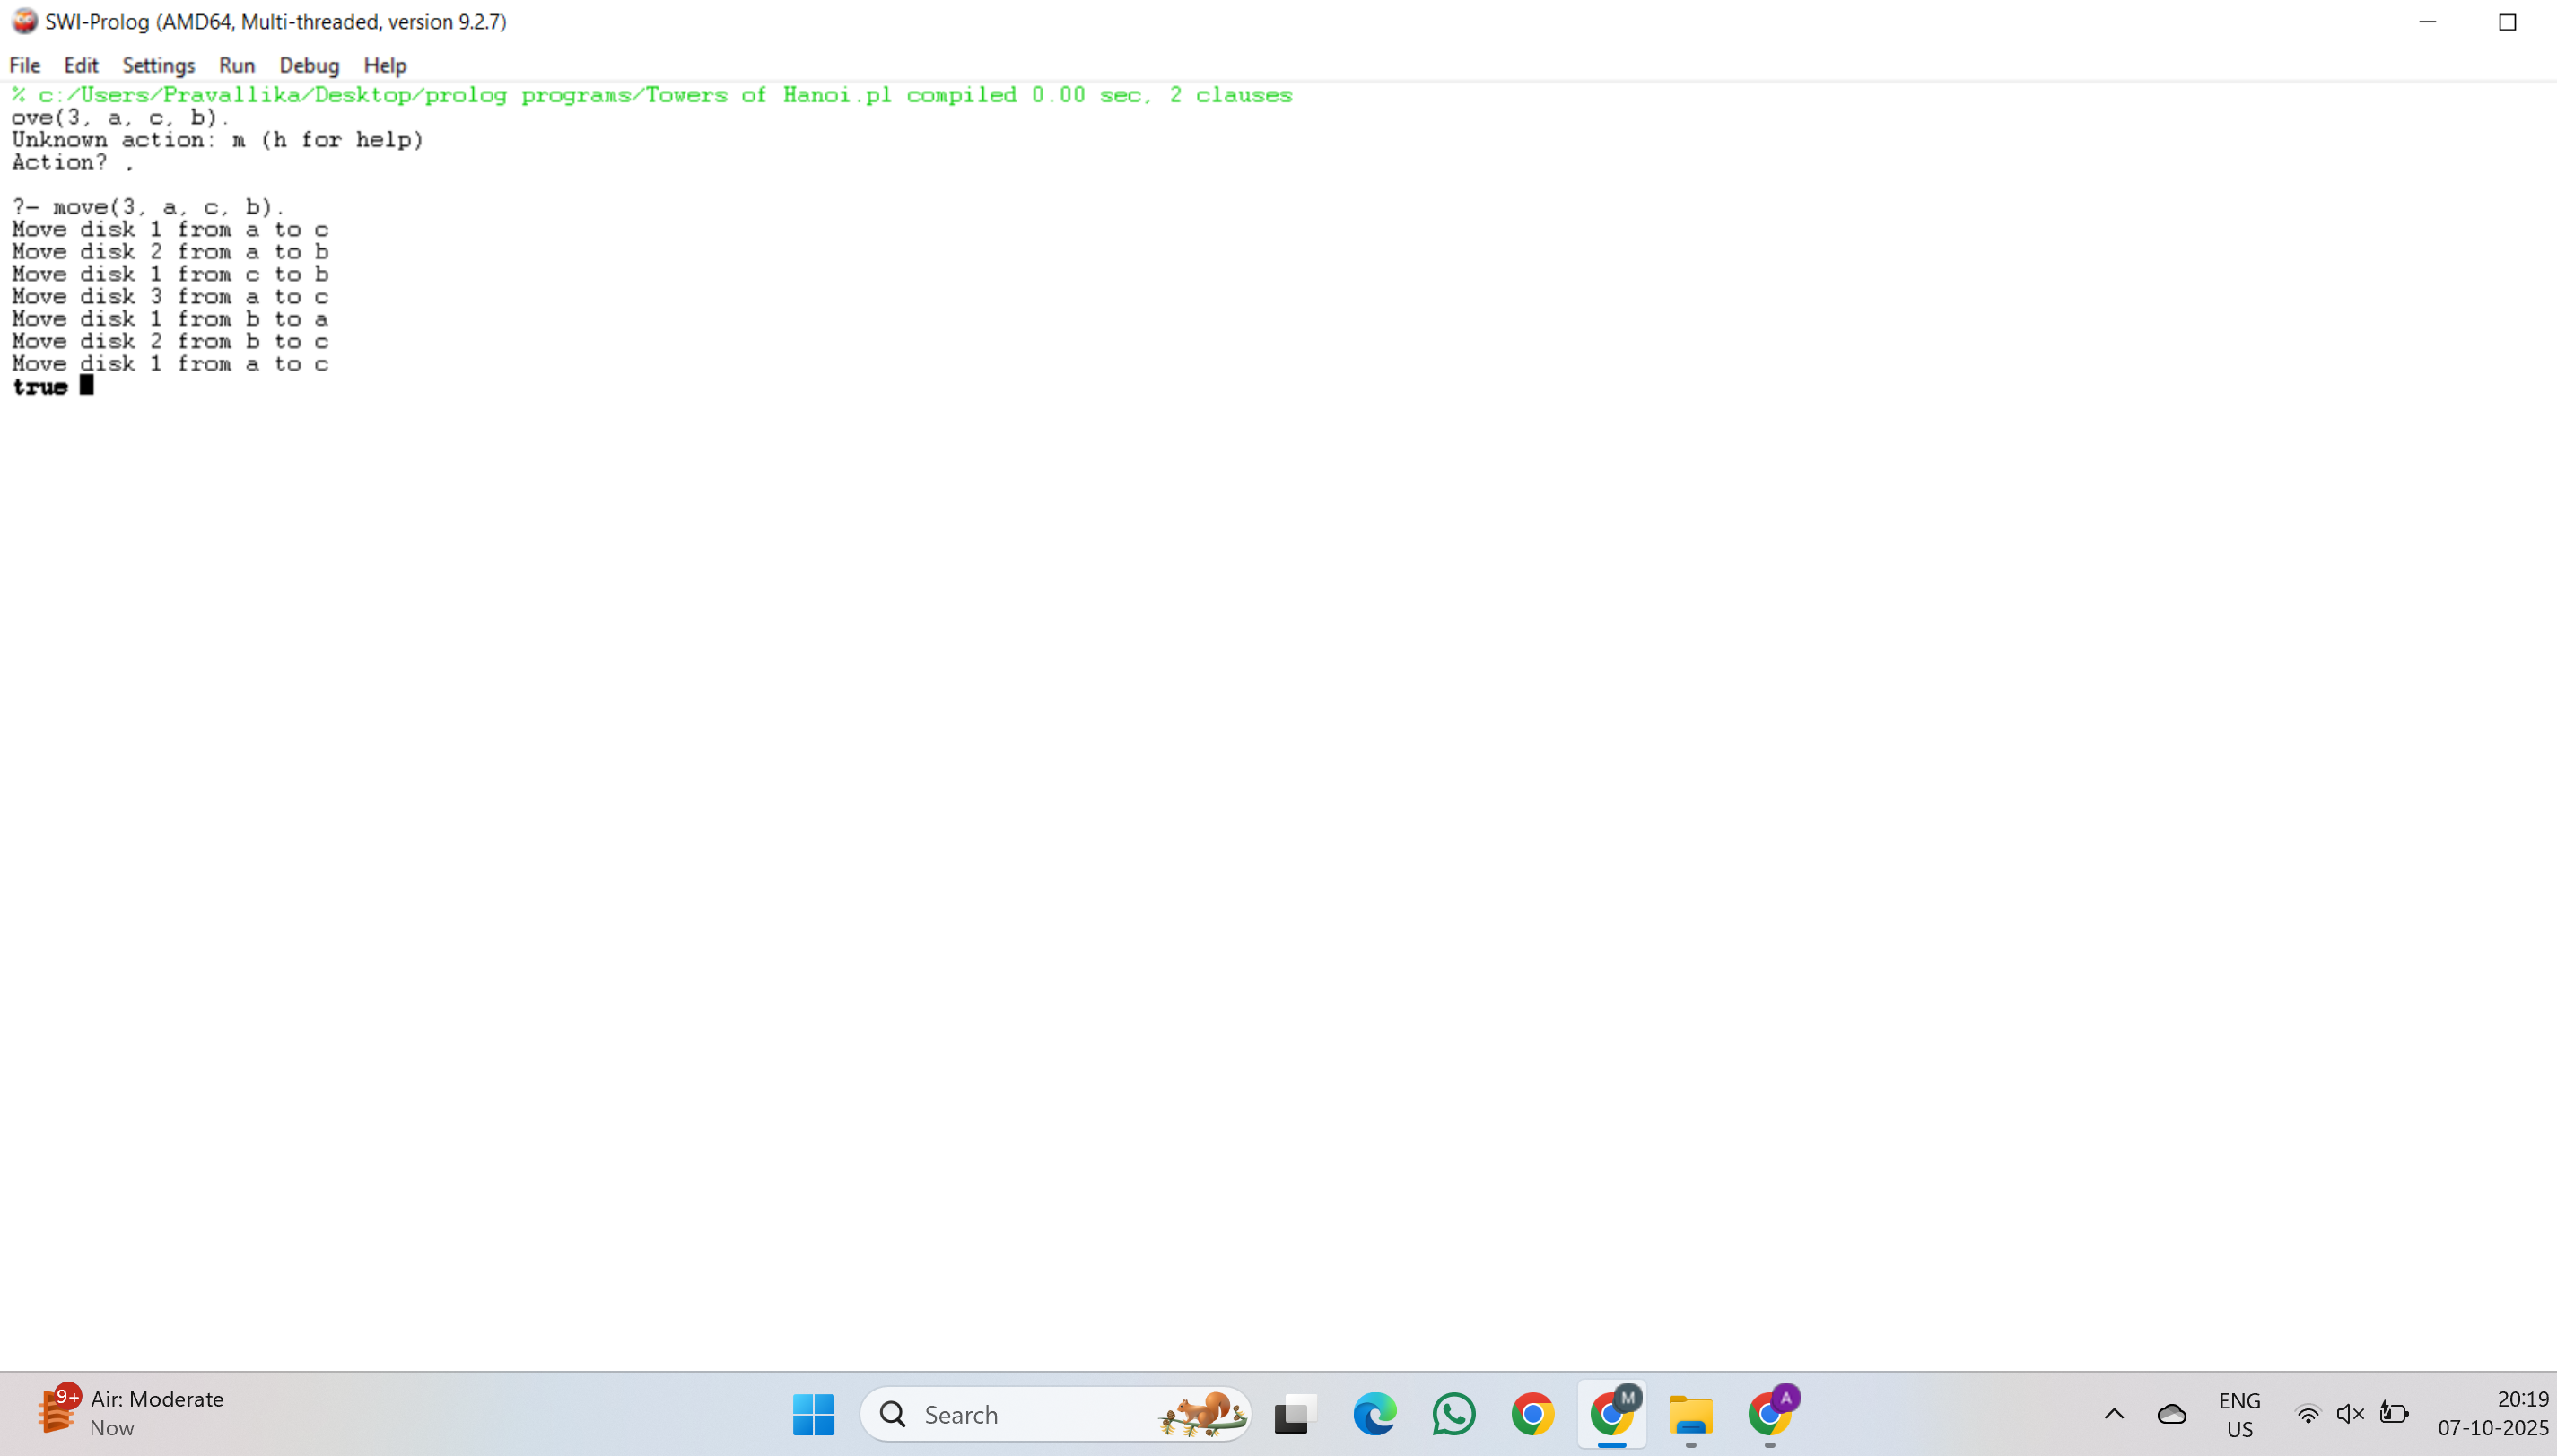 SWI-Prolog (AMD64, Multi-threaded, version 9.2.7)
File Edit Settings Run Debug Help
% c:/Users/Pravallika/Desktop/prolog programs/Towers of Hanoi.pl compiled 0.00 sec, 2 clauses
ove(3, a, c, b).
Unknown action: m (h for help)
Action? .
?- move(3, a, c, b).
Move disk 1 from a to c
Move disk 2 from a to b
Move disk 1 from c to b
Move disk 3 from a to c
Move disk 1 from b to a
Move disk 2 from b to c
Move disk 1 from a to c
true
9+ Air: Moderate
Now
Search
M
A
ENG
US
20:19
07-10-2025